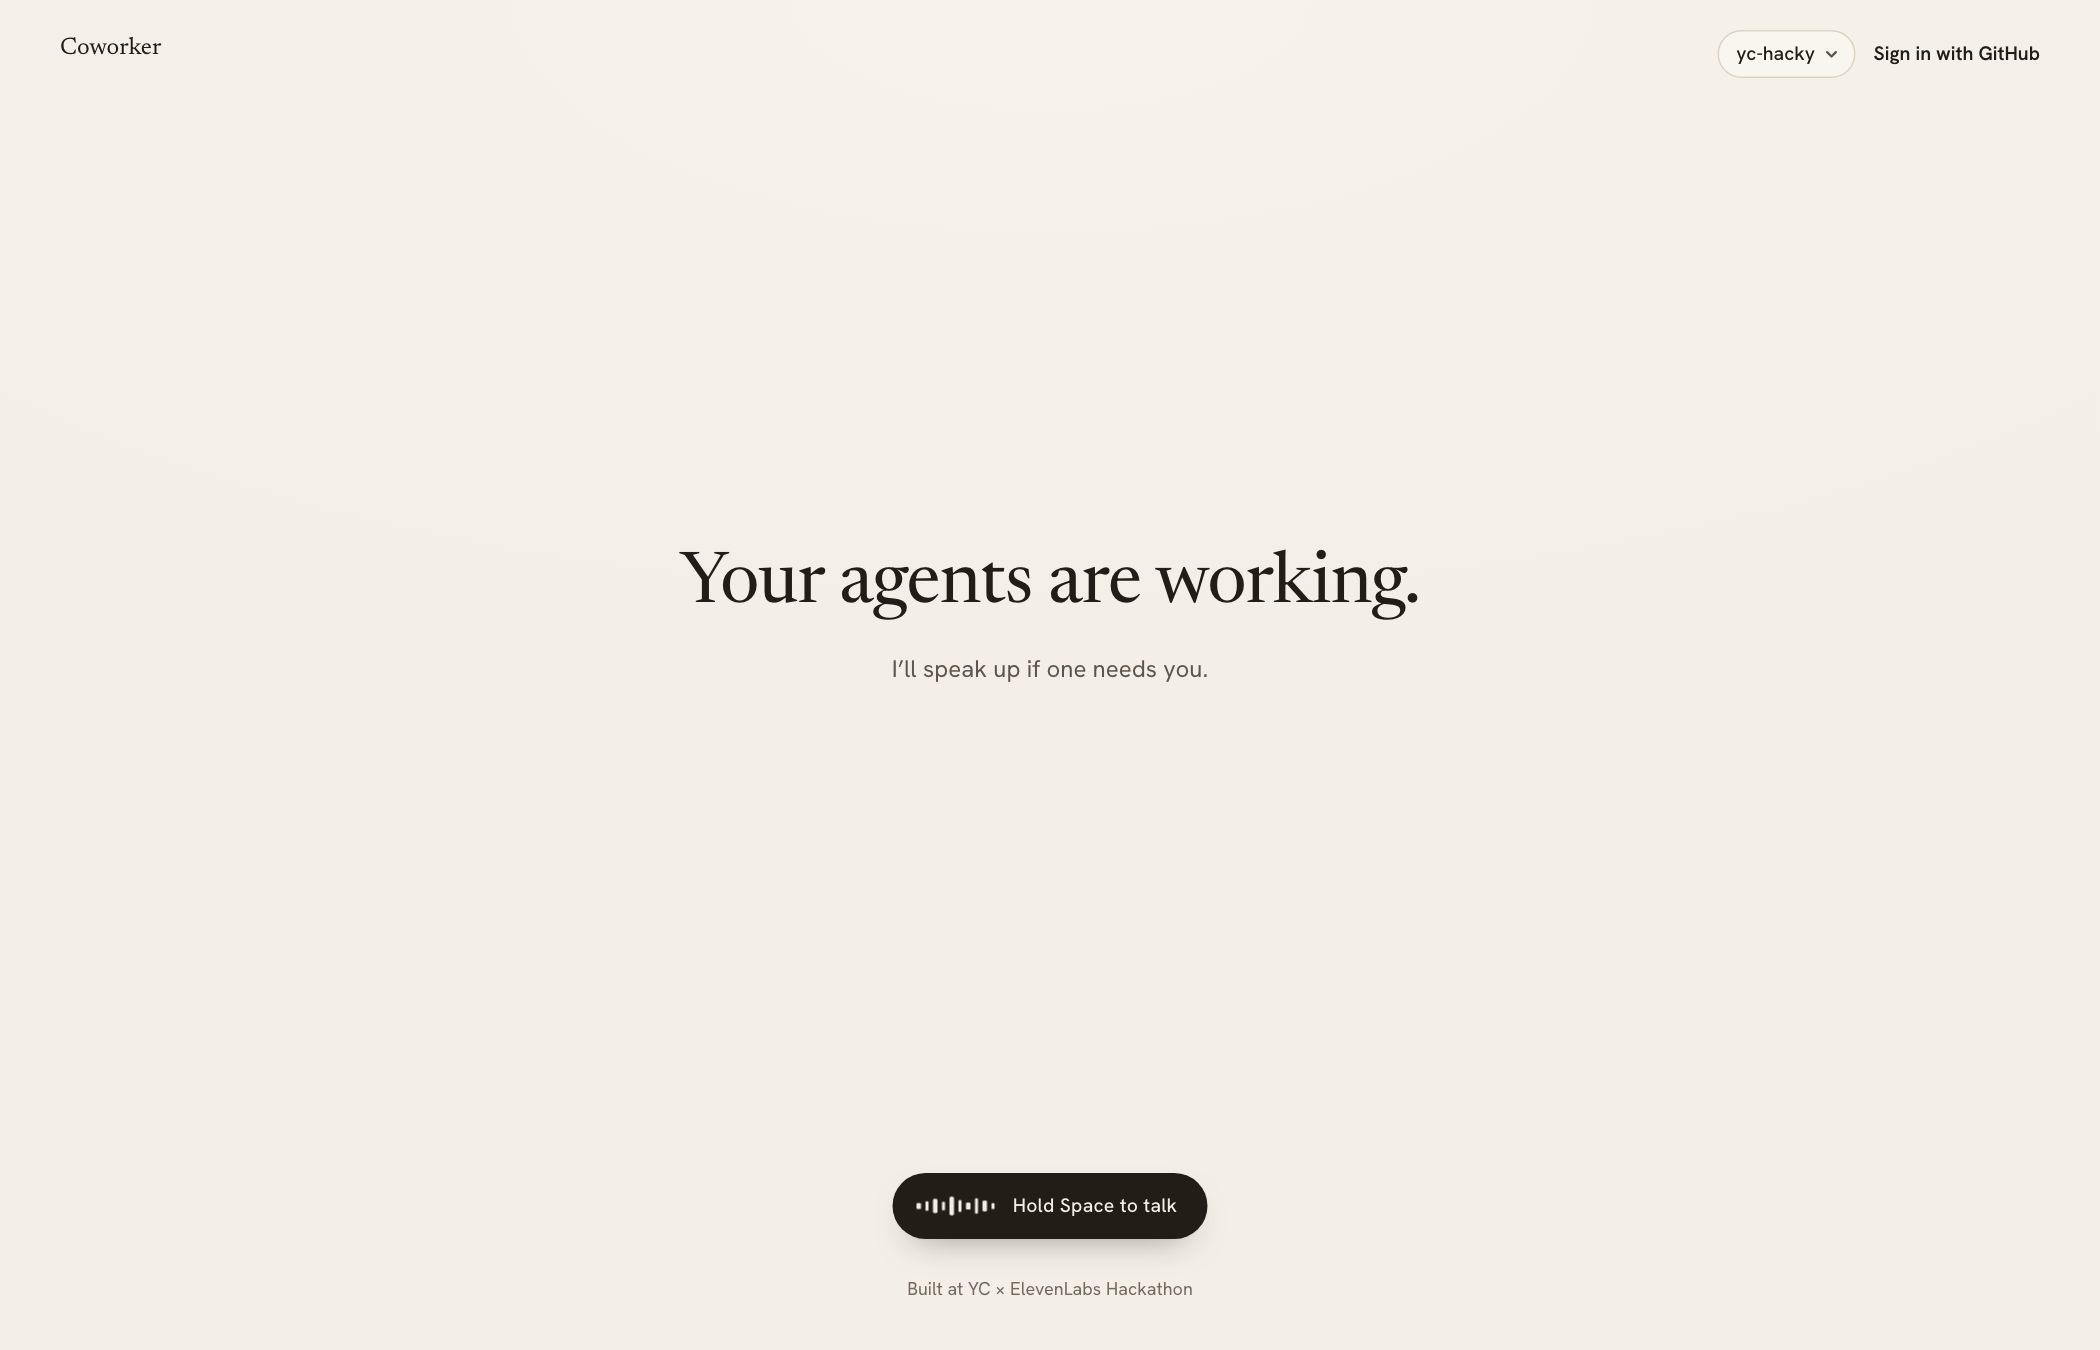 Coworker
yc-hacky
Sign in with GitHub
Your agents are working.
I’ll speak up if one needs you.
Hold Space to talk
Built at YC × ElevenLabs Hackathon